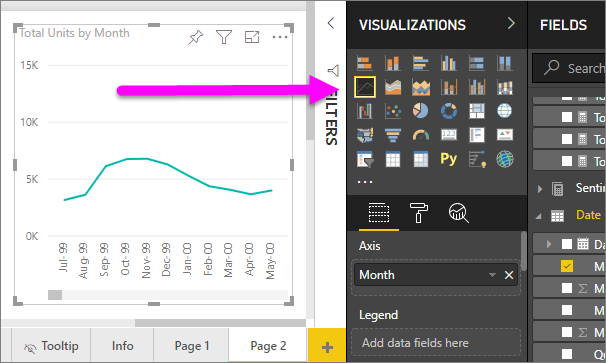 Total Units by Month
15K
10K
5K
0K
Jul-99
Aug-99
Sep-99
Oct-99
Nov-99
Dec-99
Jan-00
Feb-00
Mar-00
Apr-00
May-00
Tooltip
Info
Page 1
Page 2
+
FILTERS
VISUALIZATIONS
Py
Axis
Month
Legend
Add data fields here
FIELDS
Search
To
To
To
To
Sentin
Date
Da
M
M
M
M
Qu